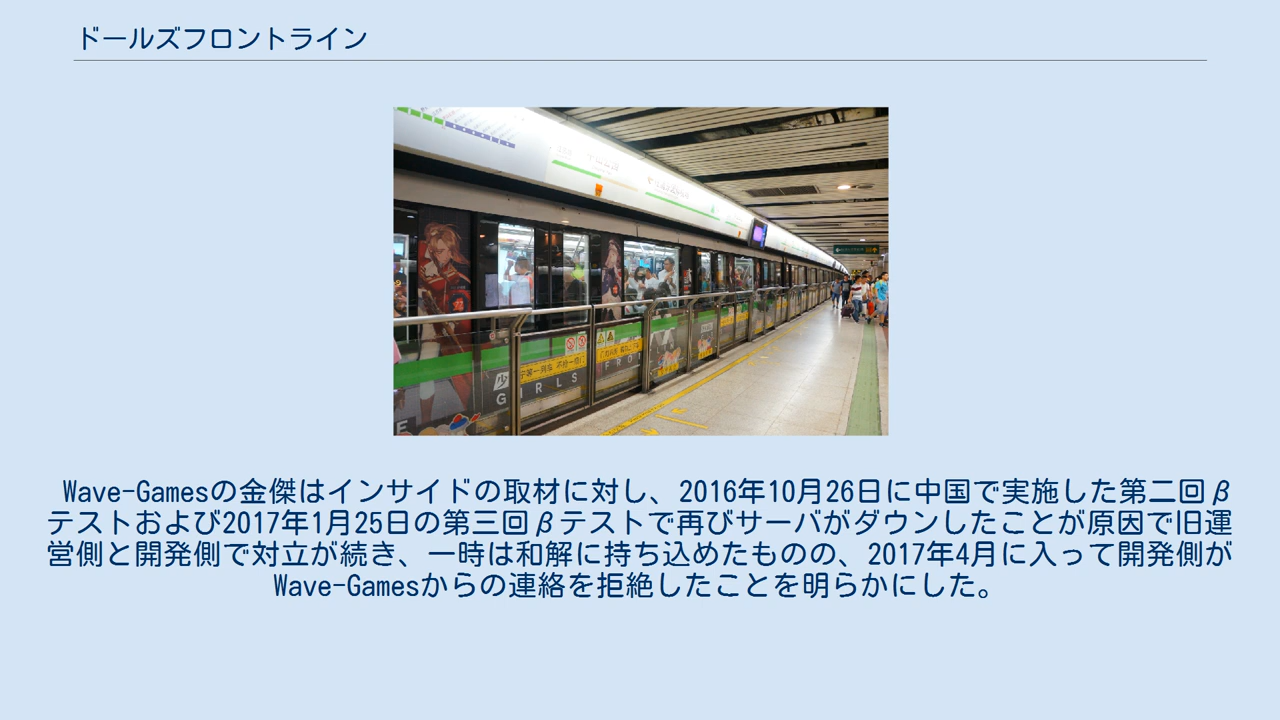 ドールズフロントライン
GIRLS FRO
Wave-Gamesの金傑はインサイドの取材に対し、2016年10月26日に中国で実施した第二回β
テストおよび2017年1月25日の第三回βテストで再びサーバがダウンしたことが原因で旧運
営側と開発側で対立が続き、一時は和解に持ち込めたものの、2017年4月に入って開発側が
Wave-Gamesからの連絡を拒絶したことを明らかにした。